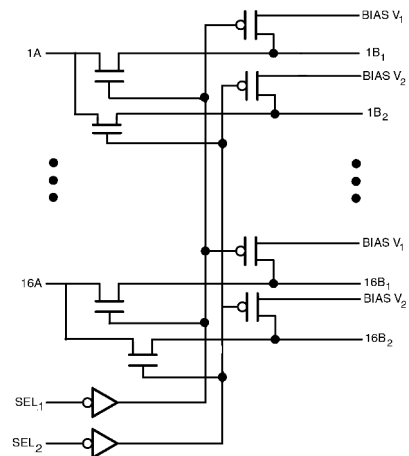 BIAS V1
1A
1B1
BIAS V2
1B2
BIAS V1
16A
16B1
BIAS V2
16B2
SEL1
SEL2